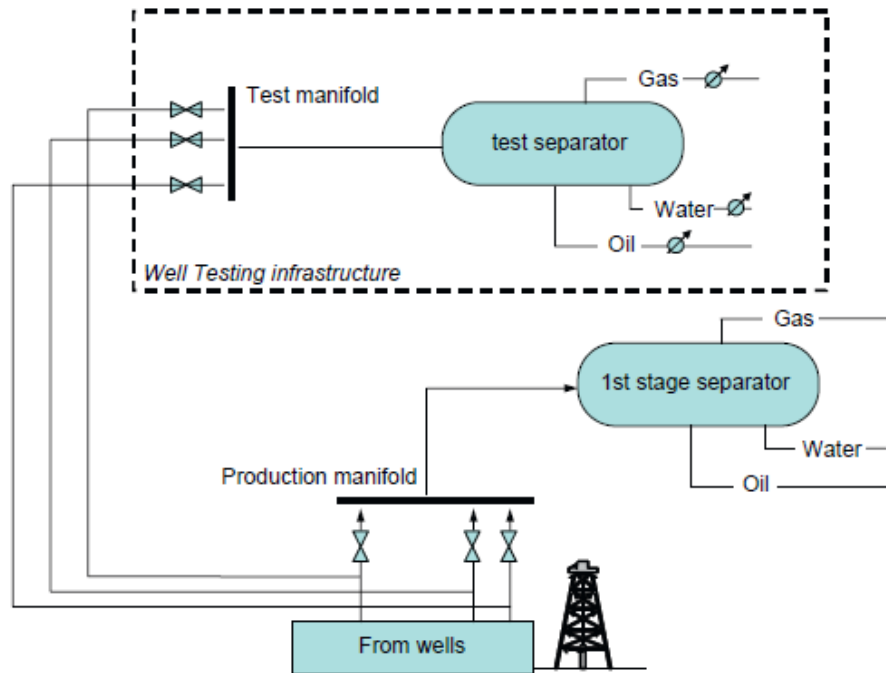 Test manifold
Gas
test separator
Water
Oil
Well Testing infrastructure
Gas
1st stage separator
Water
Oil
Production manifold
From wells